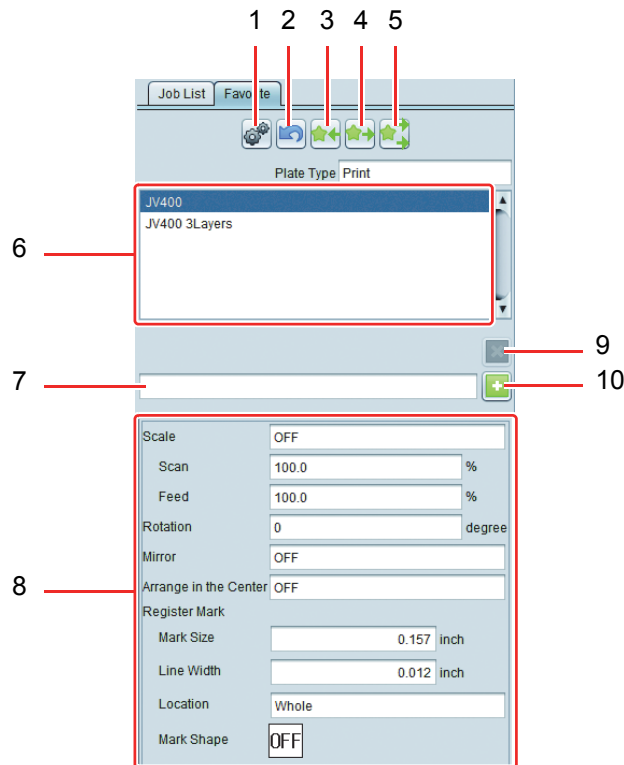 1 2 3 4 5
Job List Favorite
Plate Type Print
JV400
JV400 3Layers
6
9
7
10
Scale OFF
Scan 100.0 %
Feed 100.0 %
Rotation 0 degree
Mirror OFF
8
Arrange in the Center OFF
Register Mark
Mark Size 0.157 inch
Line Width 0.012 inch
Location Whole
Mark Shape OFF